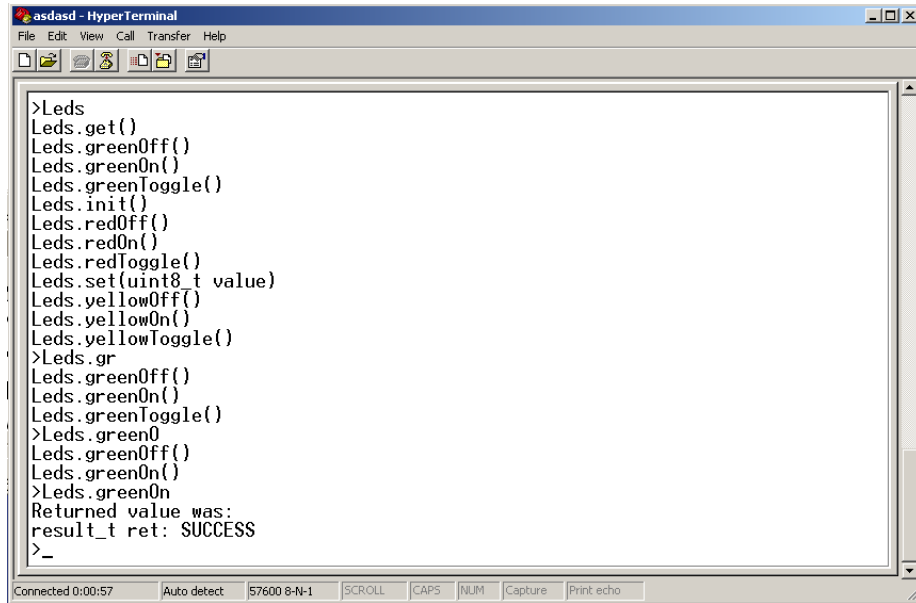 asdasd - HyperTerminal
File Edit View Call Transfer Help
>Leds
Leds.get()
Leds.greenOff()
Leds.greenOn()
Leds.greenToggle()
Leds.init()
Leds.redOff()
Leds.redOn()
Leds.redToggle()
Leds.set(uint8_t value)
Leds.yellowOff()
Leds.yellowOn()
Leds.yellowToggle()
>Leds.gr
Leds.greenOff()
Leds.greenOn()
Leds.greenToggle()
>Leds.greenO
Leds.greenOff()
Leds.greenOn()
>Leds.greenOn
Returned value was:
result_t ret: SUCCESS
>_
Connected 0:00:57 Auto detect 57600 8-N-1 SCROLL CAPS NUM Capture Print echo